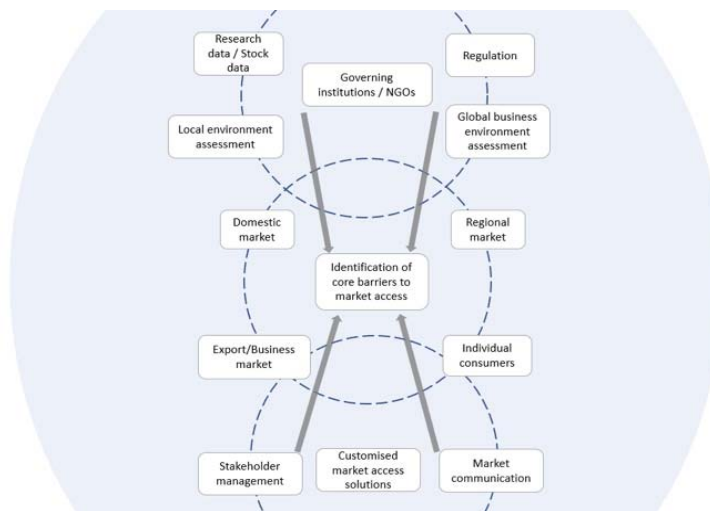 Research
data / Stock
data
Regulation
Governing
institutions / NGOs
Local environment
assessment
Global business
environment
assessment
Domestic
market
Regional
market
Identification of
core barriers to
market access
Export/Business
market
Individual
consumers
Stakeholder
management
Customised
market access
solutions
Market
communication